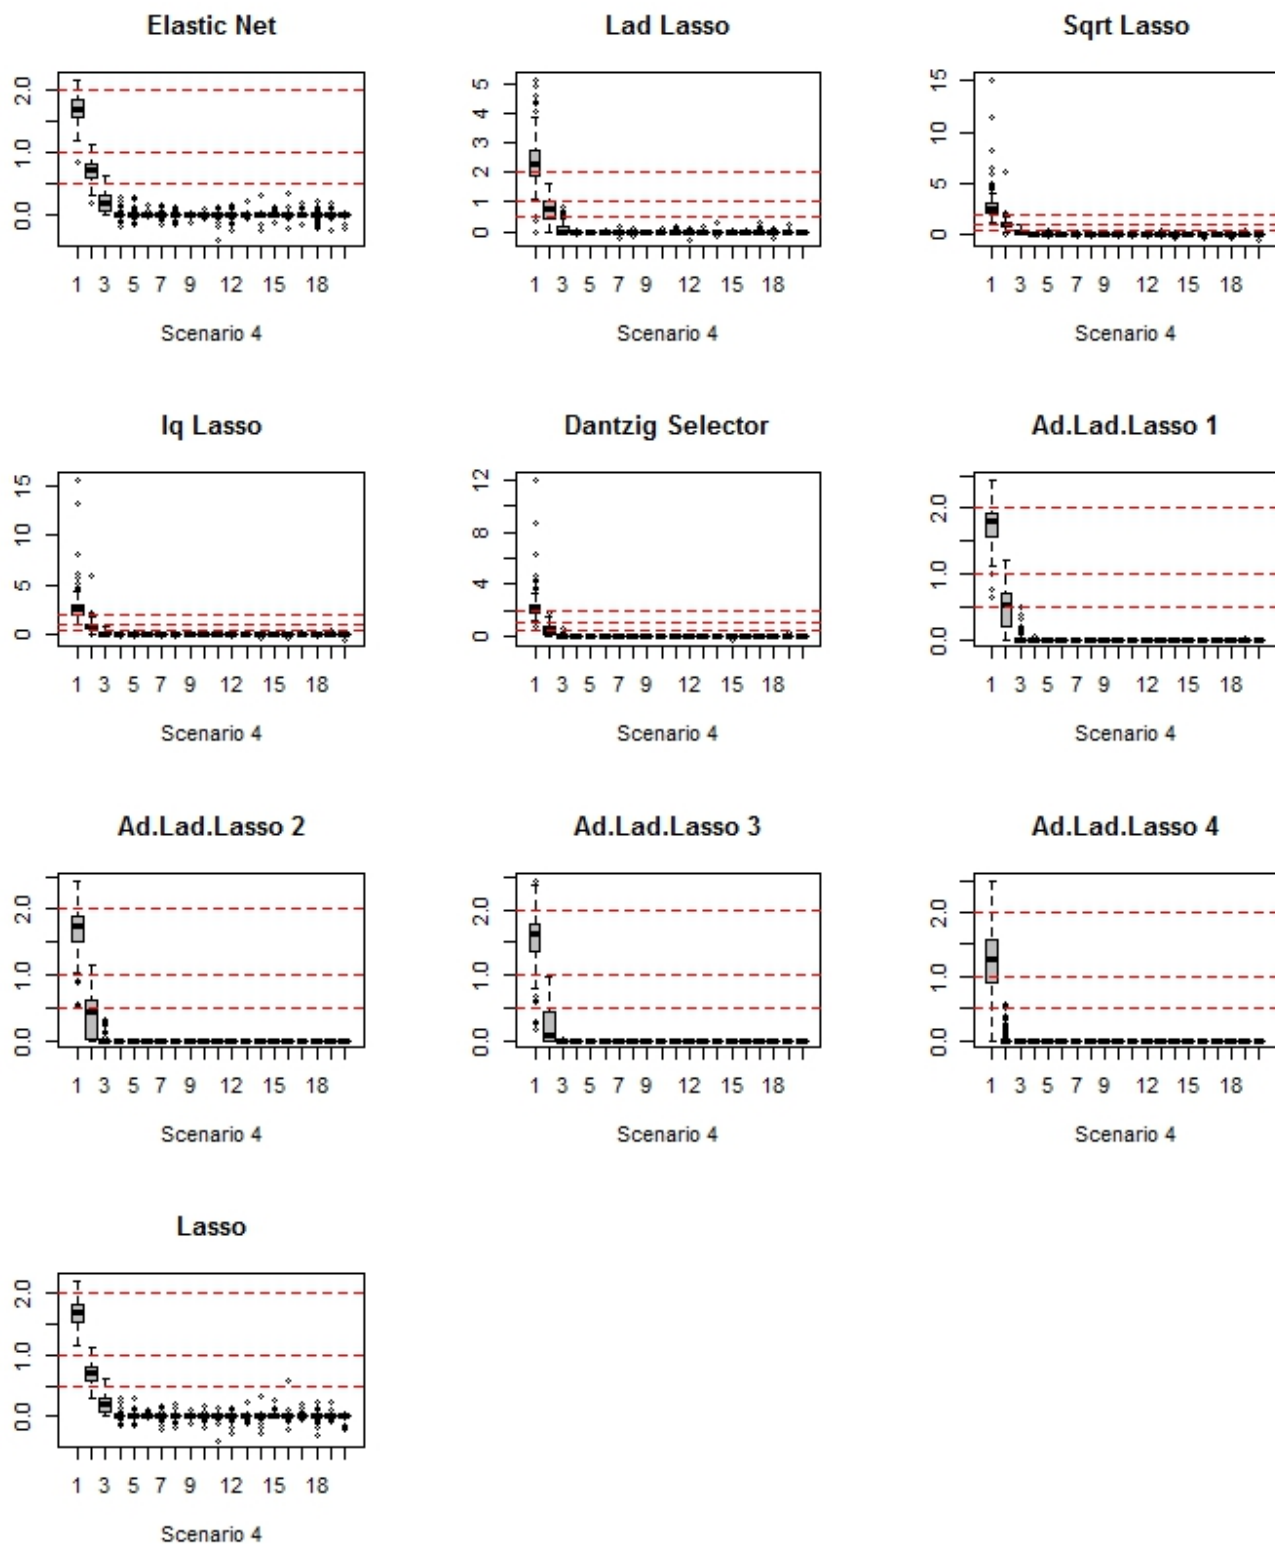 Elastic Net
2.0
1.0
0.0
1 3 5 7 9 12 15 18
Scenario 4
Lad Lasso
5
4
3
2
1
0
1 3 5 7 9 12 15 18
Scenario 4
Sqrt Lasso
15
10
5
0
1 3 5 7 9 12 15 18
Scenario 4
lq Lasso
15
10
5
0
1 3 5 7 9 12 15 18
Scenario 4
Dantzig Selector
12
8
4
0
1 3 5 7 9 12 15 18
Scenario 4
Ad.Lad.Lasso 1
2.0
1.0
0.0
1 3 5 7 9 12 15 18
Scenario 4
Ad.Lad.Lasso 2
2.0
1.0
0.0
1 3 5 7 9 12 15 18
Scenario 4
Ad.Lad.Lasso 3
2.0
1.0
0.0
1 3 5 7 9 12 15 18
Scenario 4
Ad.Lad.Lasso 4
2.0
1.0
0.0
1 3 5 7 9 12 15 18
Scenario 4
Lasso
2.0
1.0
0.0
1 3 5 7 9 12 15 18
Scenario 4